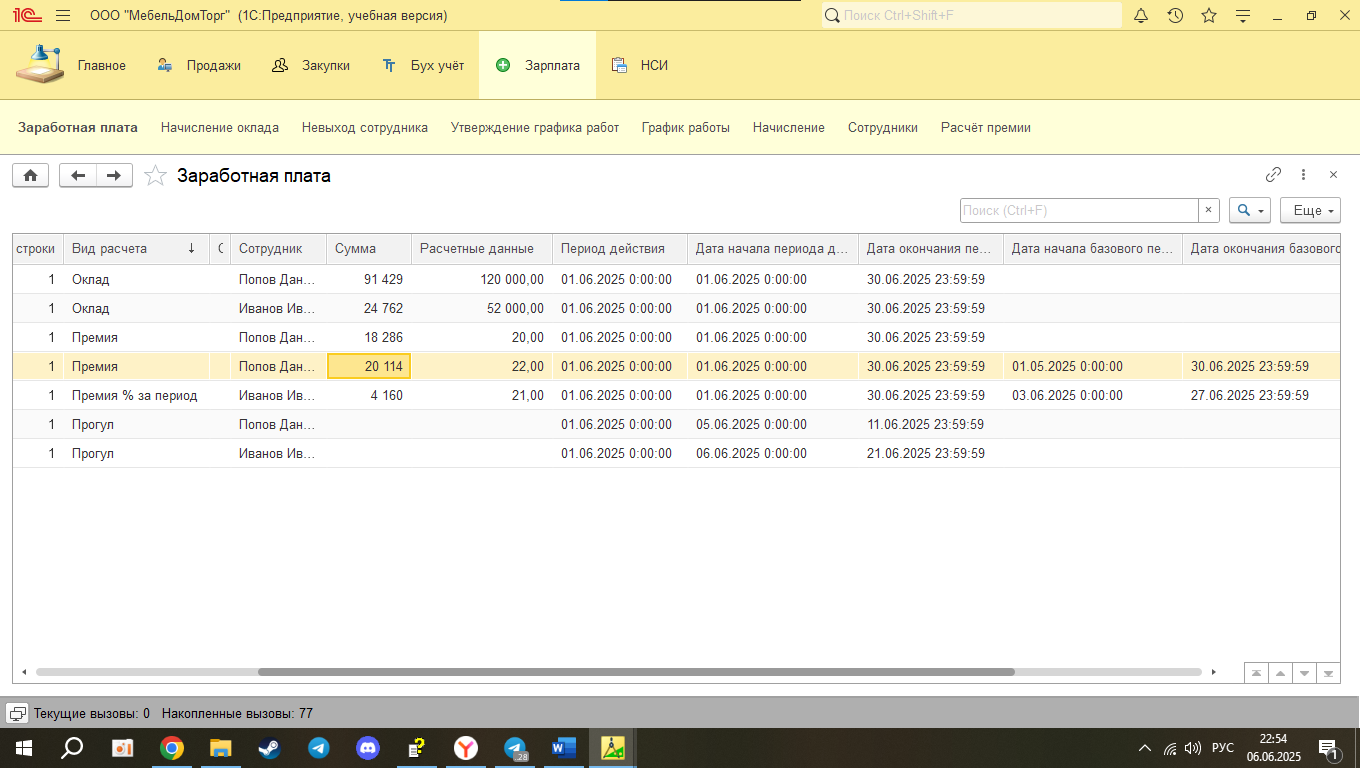 1С ООО "МебельДомТорг" (1С:Предприятие, учебная версия) Поиск Ctrl+Shift+F
Главное Продажи Закупки Бух учёт Зарплата НСИ
Заработная плата Начисление оклада Невыход сотрудника Утверждение графика работ График работы Начисление Сотрудники Расчёт премии
Заработная плата
Поиск (Ctrl+F) × Еще
строки Вид расчета ↓ С Сотрудник Сумма Расчетные данные Период действия Дата начала периода д... Дата окончания пе... Дата начала базового пе... Дата окончания базового
1 Оклад Попов Дан... 91 429 120 000,00 01.06.2025 0:00:00 01.06.2025 0:00:00 30.06.2025 23:59:59
1 Оклад Иванов Ив... 24 762 52 000,00 01.06.2025 0:00:00 01.06.2025 0:00:00 30.06.2025 23:59:59
1 Премия Попов Дан... 18 286 20,00 01.06.2025 0:00:00 01.06.2025 0:00:00 30.06.2025 23:59:59
1 Премия Попов Дан... 20 114 22,00 01.06.2025 0:00:00 01.06.2025 0:00:00 30.06.2025 23:59:59 01.05.2025 0:00:00 30.06.2025 23:59:59
1 Премия % за период Иванов Ив... 4 160 21,00 01.06.2025 0:00:00 01.06.2025 0:00:00 30.06.2025 23:59:59 03.06.2025 0:00:00 27.06.2025 23:59:59
1 Прогул Попов Дан... 01.06.2025 0:00:00 05.06.2025 0:00:00 11.06.2025 23:59:59
1 Прогул Иванов Ив... 01.06.2025 0:00:00 06.06.2025 0:00:00 21.06.2025 23:59:59
Текущие вызовы: 0 Накопленные вызовы: 77
28 РУС 22:54
06.06.2025 1